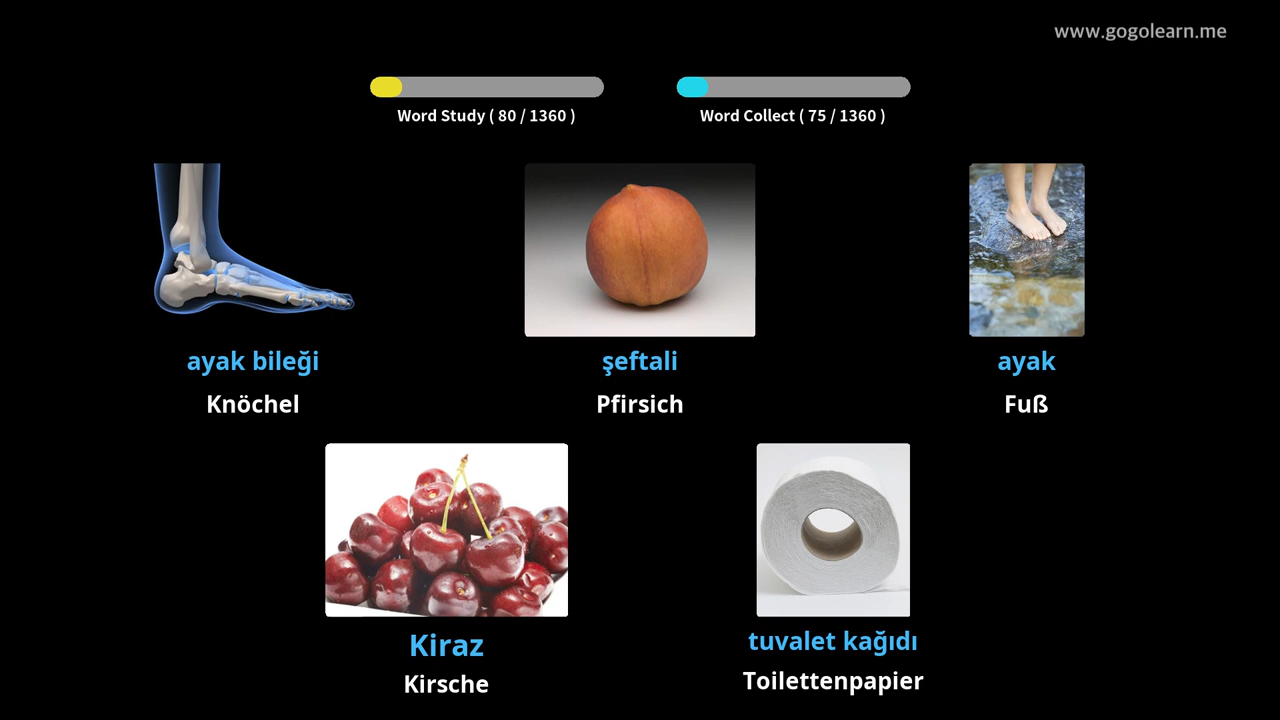 www.gogolearn.me
Word Study ( 80 / 1360 )
Word Collect ( 75 / 1360 )
ayak bileği
şeftali
ayak
Knöchel
Pfirsich
Fuß
Kiraz
tuvalet kağıdı
Kirsche
Toilettenpapier